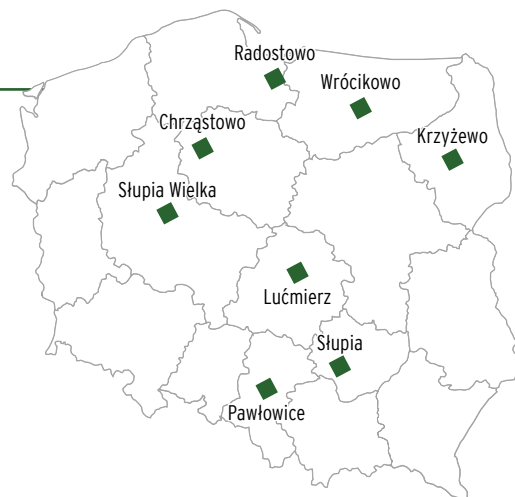 Radostowo
Wrócikowo
Chrząstowo
Krzyżewo
Słupia Wielka
Lućmierz
Słupia
Pawłowice